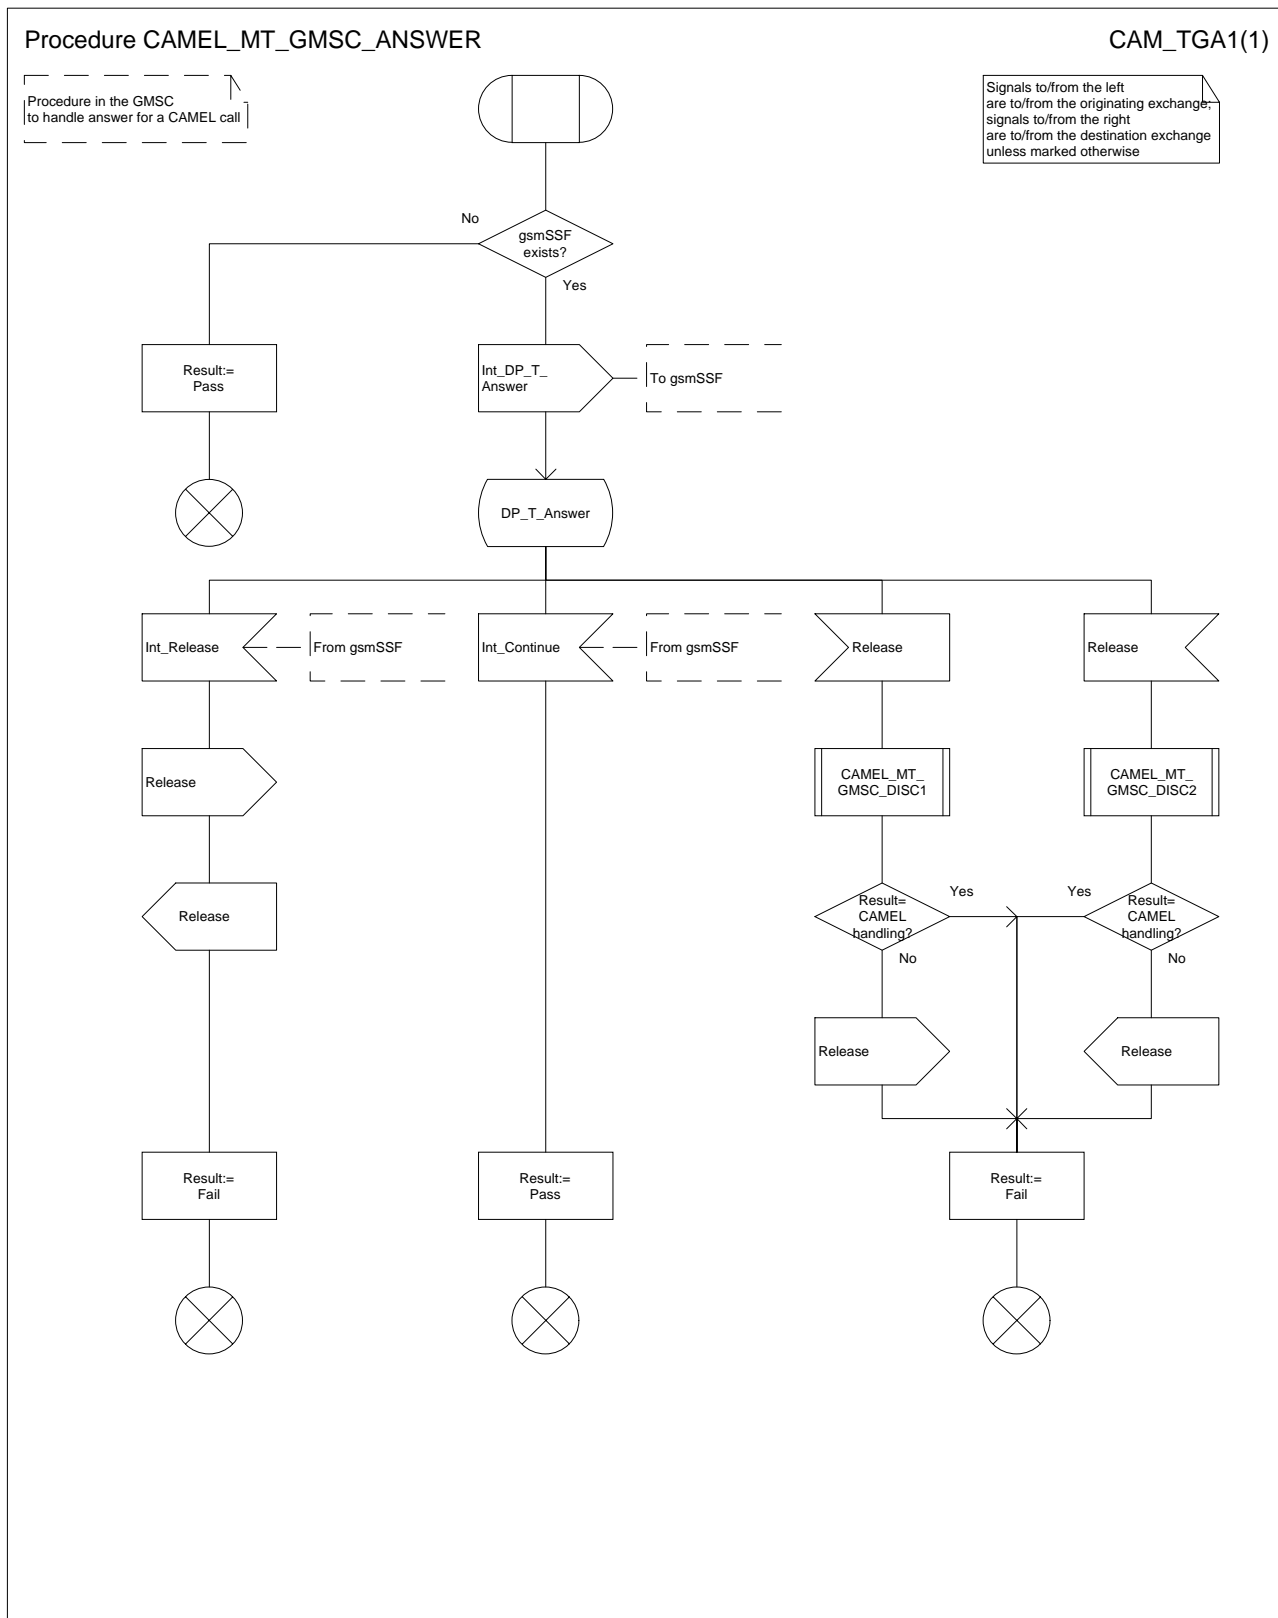 Procedure CAMEL_MT_GMSC_ANSWER
CAM_TGA1(1)
Procedure in the GMSC
to handle answer for a CAMEL call
Signals to/from the left
are to/from the originating exchange;
signals to/from the right
are to/from the destination exchange
unless marked otherwise
No
gsmSSF
exists?
Yes
Result:=
Pass
Int_DP_T_
Answer
To gsmSSF
DP_T_Answer
Int_Release
From gsmSSF
Int_Continue
From gsmSSF
Release
Release
Release
CAMEL_MT_
GMSC_DISC1
CAMEL_MT_
GMSC_DISC2
Release
Result=
CAMEL
handling?
Yes
No
Yes
Result=
CAMEL
handling?
No
Release
Release
Result:=
Fail
Result:=
Pass
Result:=
Fail